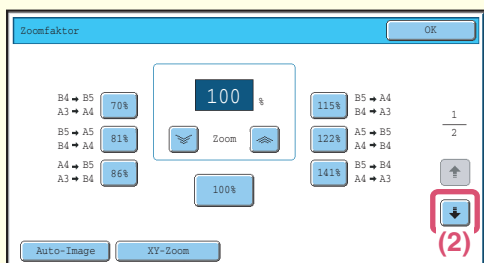 Zoomfaktor
OK
B4 → B5
A3 → A4
70%
B5 → A5
B4 → A4
81%
A4 → B5
A3 → B4
86%
100 %
Zoom
100%
115%
B5 → A4
B4 → A3
122%
A5 → B5
A4 → B4
141%
B5 → B4
A4 → A3
1
2
(2)
Auto-Image
XY-Zoom